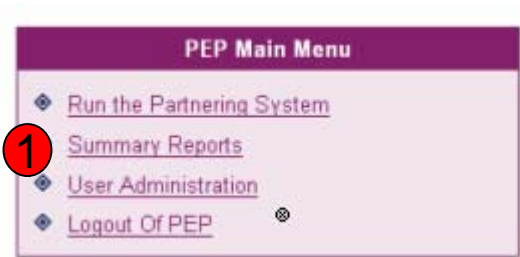 PEP Main Menu
Run the Partnering System
1
Summary Reports
User Administration
Logout Of PEP